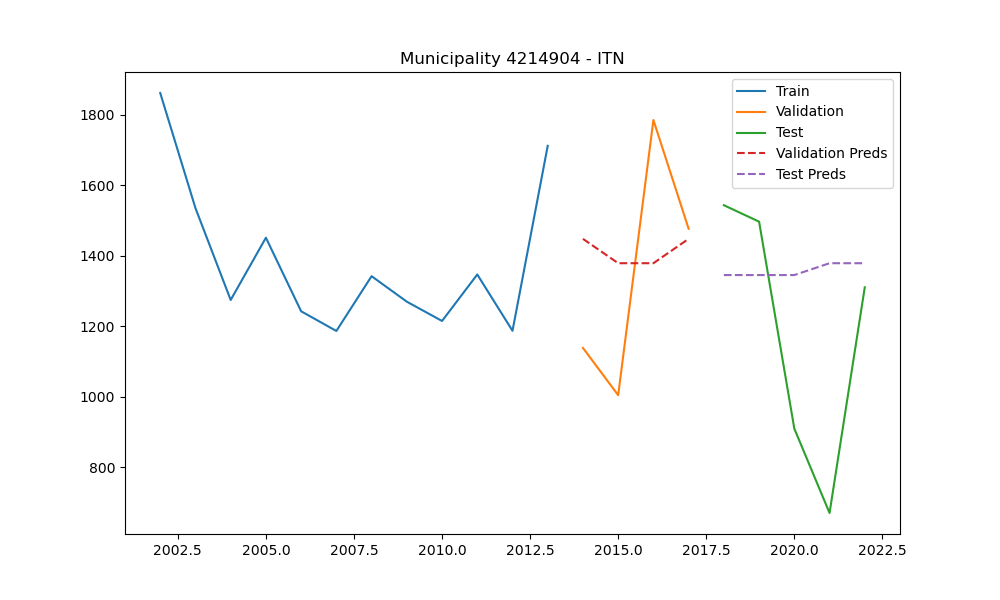 Municipality 4214904 - ITN
Train
Validation
Test
Validation Preds
Test Preds
1800
1600
1400
1200
1000
800
2002.5 2005.0 2007.5 2010.0 2012.5 2015.0 2017.5 2020.0 2022.5